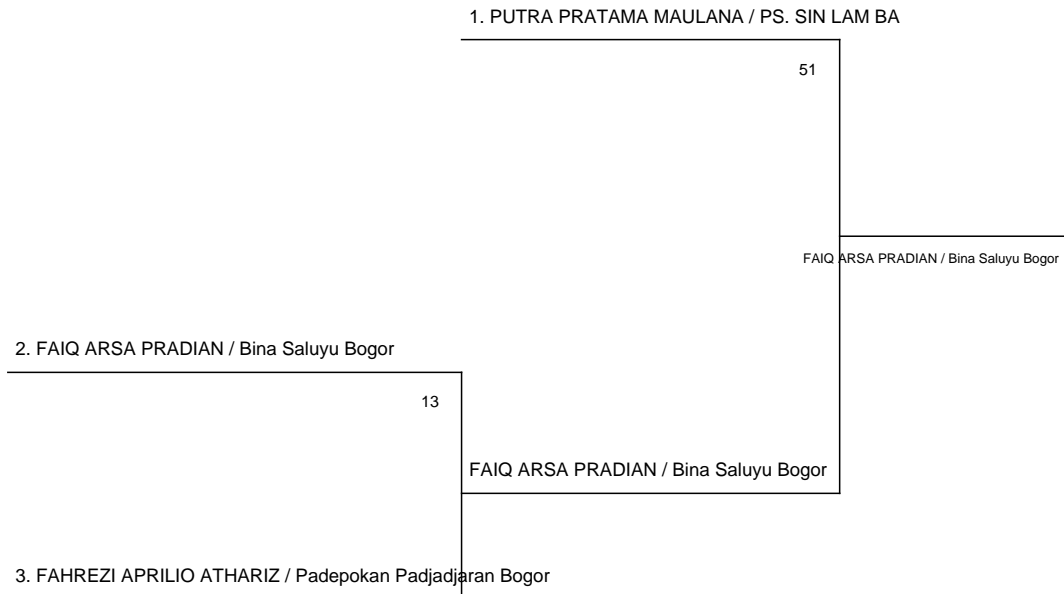 1. PUTRA PRATAMA MAULANA / PS. SIN LAM BA
51
FAIQ ARSA PRADIAN / Bina Saluyu Bogor
2. FAIQ ARSA PRADIAN / Bina Saluyu Bogor
13
FAIQ ARSA PRADIAN / Bina Saluyu Bogor
3. FAHREZI APRILIO ATHARIZ / Padepokan Padjadjaran Bogor